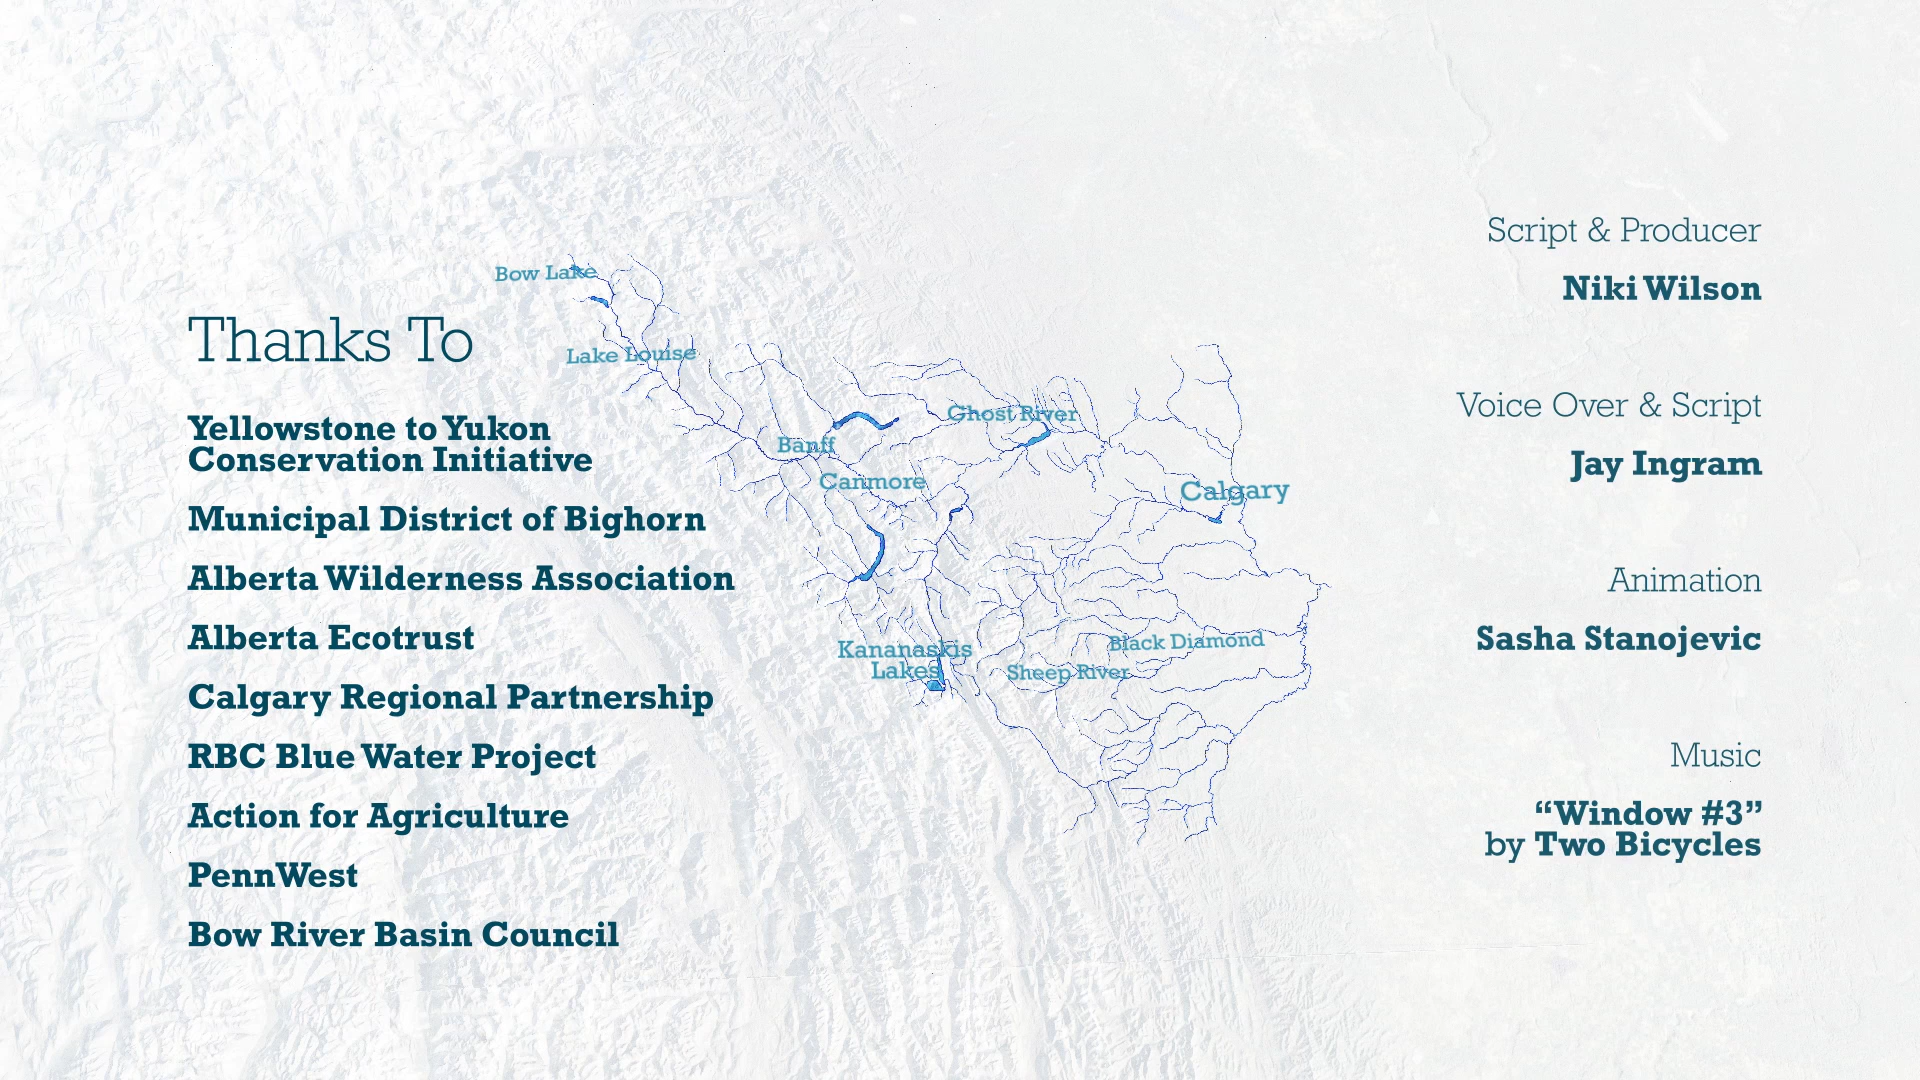 Thanks To
Yellowstone to Yukon
Conservation Initiative
Municipal District of Bighorn
Alberta Wilderness Association
Alberta Ecotrust
Calgary Regional Partnership
RBC Blue Water Project
Action for Agriculture
PennWest
Bow River Basin Council
Bow Lake
Lake Louise
Banff
Canmore
Ghost River
Calgary
Kananaskis
Lakes
Sheep River
Black Diamond
Script & Producer
Niki Wilson
Voice Over & Script
Jay Ingram
Animation
Sasha Stanojevic
Music
“Window #3”
by Two Bicycles